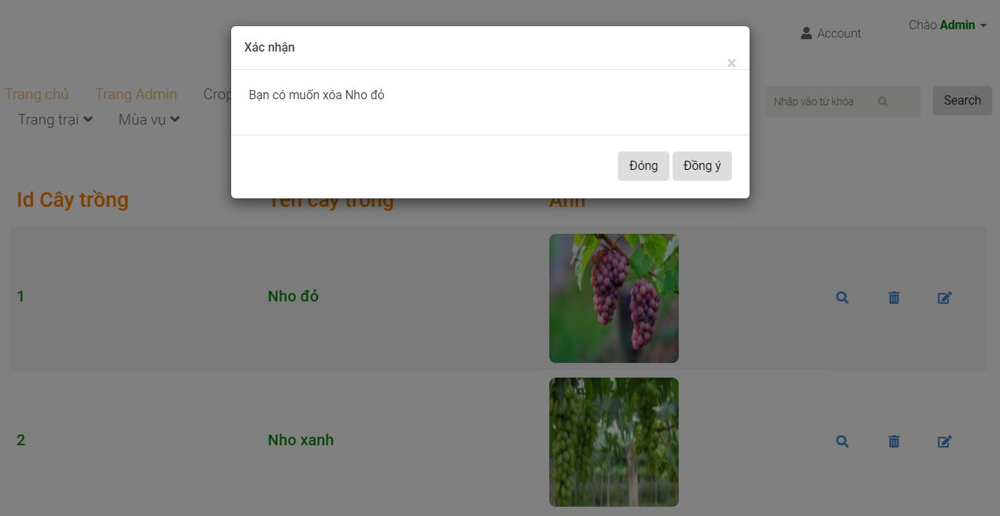 Chào Admin
Account
Xác nhận
×
Bạn có muốn xóa Nho đỏ
Đóng
Đồng ý
Trang chủ
Trang Admin
Crop
Trang trại
Mùa vụ
Nhập vào từ khóa
Search
Id Cây trồng
Tên cây trồng
Ảnh
1
Nho đỏ
2
Nho xanh